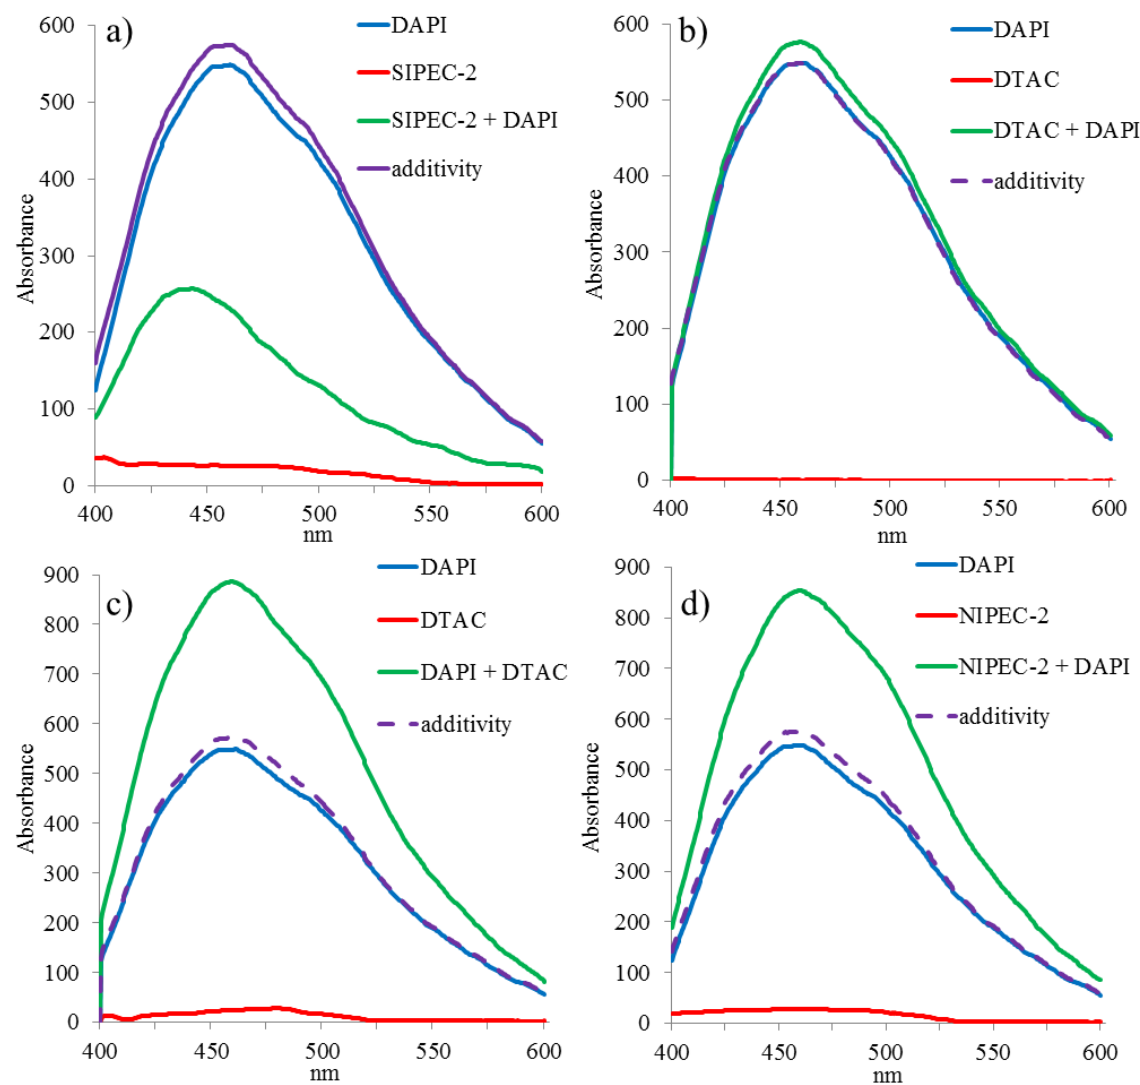 a)
DAPI
SIPEC-2
SIPEC-2 + DAPI
additivity
Absorbance
600
500
400
300
200
100
0
400 450 500 550 600
nm
b)
DAPI
DTAC
DTAC + DAPI
additivity
Absorbance
600
500
400
300
200
100
0
400 450 500 550 600
nm
c)
DAPI
DTAC
DAPI + DTAC
additivity
Absorbance
900
800
700
600
500
400
300
200
100
0
400 450 500 550 600
nm
d)
DAPI
NIPEC-2
NIPEC-2 + DAPI
additivity
Absorbance
900
800
700
600
500
400
300
200
100
0
400 450 500 550 600
nm